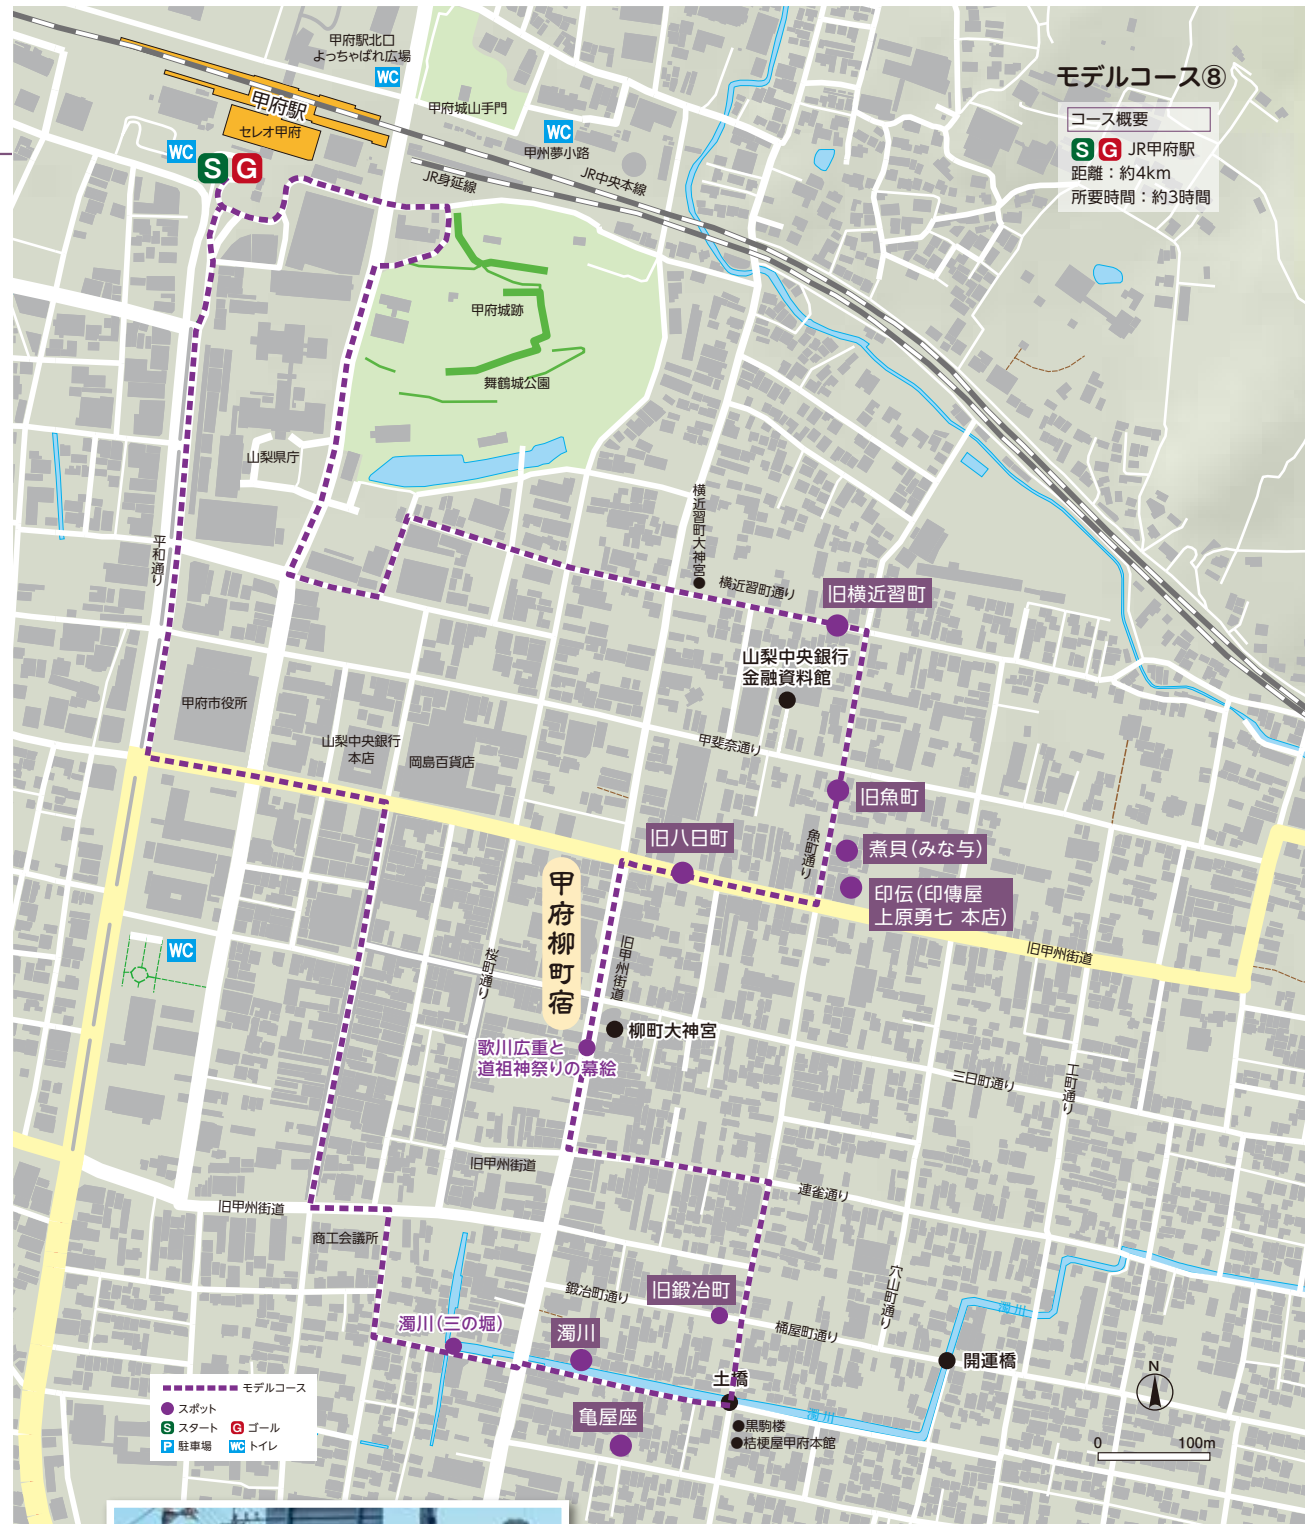 モデルコース⑧
コース概要
S G JR甲府駅
距離：約4km
所要時間：約3時間
甲府駅北口
よっちゃばれ広場
WC
甲府城山手門
WC
甲州夢小路
甲府駅
セレオ甲府
WC
S G
JR身延線
JR中央本線
甲府城跡
舞鶴城公園
山梨県庁
平和通り
横近習町大神宮
横近習町通り
旧横近習町
山梨中央銀行
金融資料館
甲府市役所
山梨中央銀行
本店
岡島百貨店
甲斐奈通り
旧魚町
魚町通り
煮貝（みな与）
旧八日町
印伝（印傳屋
上原勇七 本店）
甲府柳町宿
旧甲州街道
旧甲州街道
桜町通り
WC
柳町大神宮
歌川広重と
道祖神祭りの幕絵
三日町通り
工町通り
旧甲州街道
連雀通り
旧甲州街道
商工会議所
穴山町通り
鍛冶町通り
旧鍛冶町
桶屋町通り
濁川
濁川（三の堀）
濁川
開運橋
土橋
濁川
亀屋座
黒駒楼
桔梗屋甲府本館
N
0 100m
モデルコース
スポット
S スタート G ゴール
P 駐車場 WC トイレ